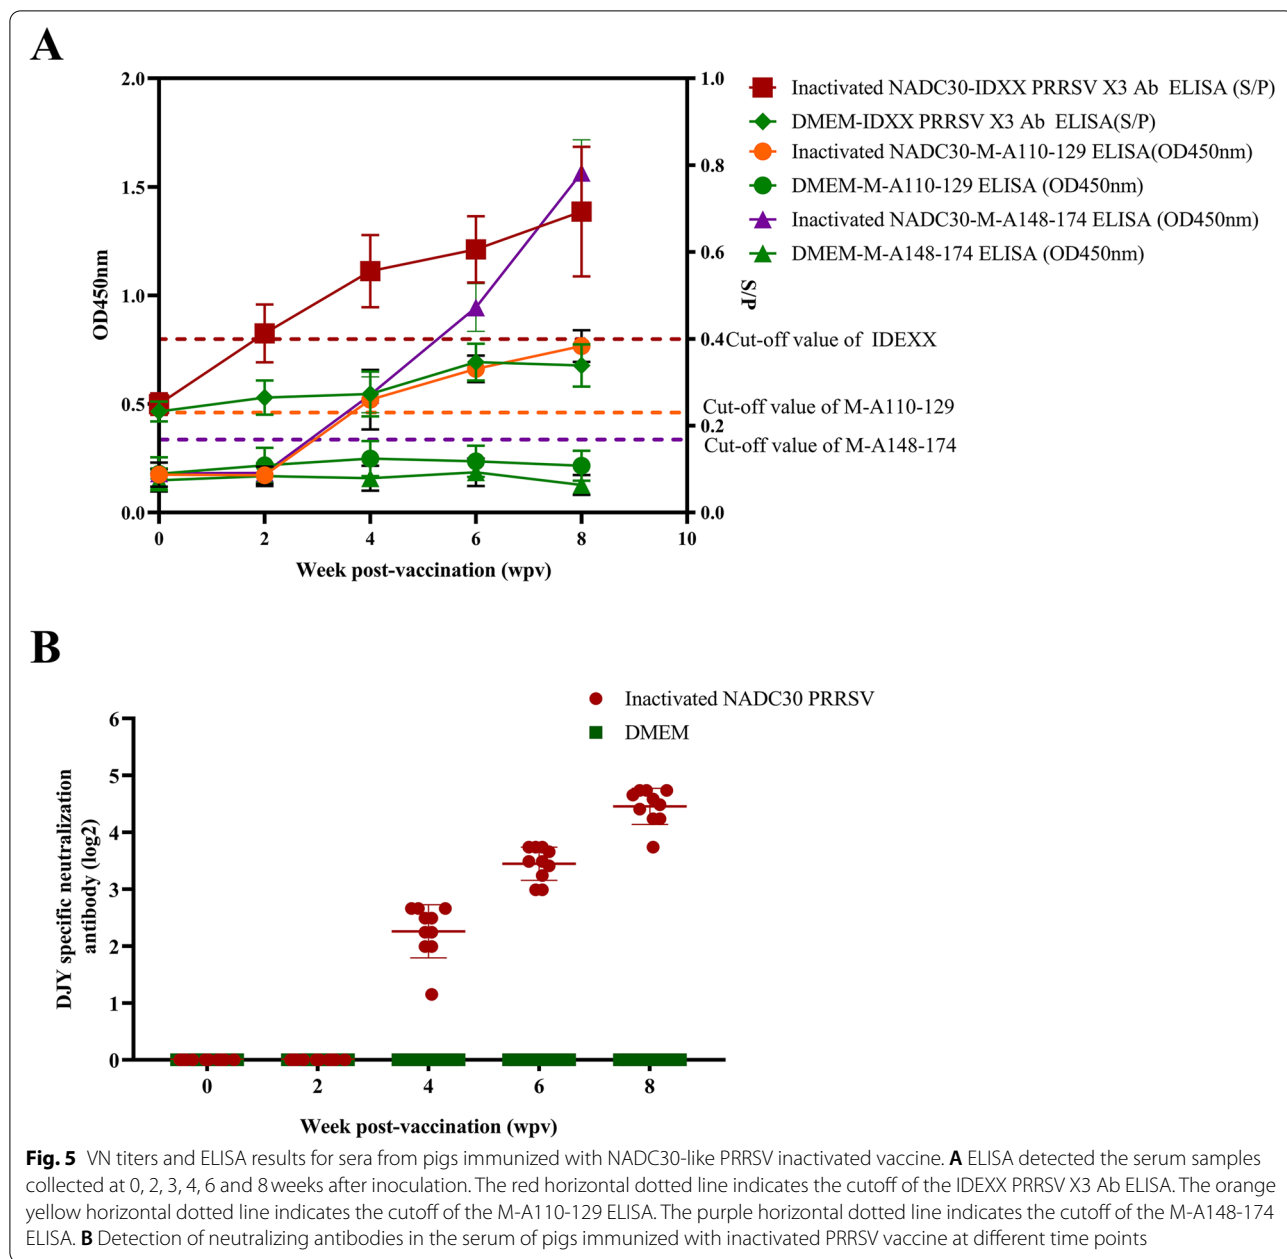 A
2.0
1.5
1.0
0.5
0.0
OD450nm
1.0
0.8
0.6
0.4
0.2
0.0
S/P
0 2 4 6 8 10
Week post-vaccination (wpv)
Inactivated NADC30-IDXX PRRSV X3 Ab ELISA (S/P)
DMEM-IDXX PRRSV X3 Ab ELISA(S/P)
Inactivated NADC30-M-A110-129 ELISA(OD450nm)
DMEM-M-A110-129 ELISA (OD450nm)
Inactivated NADC30-M-A148-174 ELISA (OD450nm)
DMEM-M-A148-174 ELISA (OD450nm)
Cut-off value of IDEXX
Cut-off value of M-A110-129
Cut-off value of M-A148-174
B
Inactivated NADC30 PRRSV
DMEM
6
5
4
3
2
1
0
DJY specific neutralization
antibody (log2)
0 2 4 6 8
Week post-vaccination (wpv)
Fig. 5 VN titers and ELISA results for sera from pigs immunized with NADC30-like PRRSV inactivated vaccine. A ELISA detected the serum samples
collected at 0, 2, 3, 4, 6 and 8 weeks after inoculation. The red horizontal dotted line indicates the cutoff of the IDEXX PRRSV X3 Ab ELISA. The orange
yellow horizontal dotted line indicates the cutoff of the M-A110-129 ELISA. The purple horizontal dotted line indicates the cutoff of the M-A148-174
ELISA. B Detection of neutralizing antibodies in the serum of pigs immunized with inactivated PRRSV vaccine at different time points